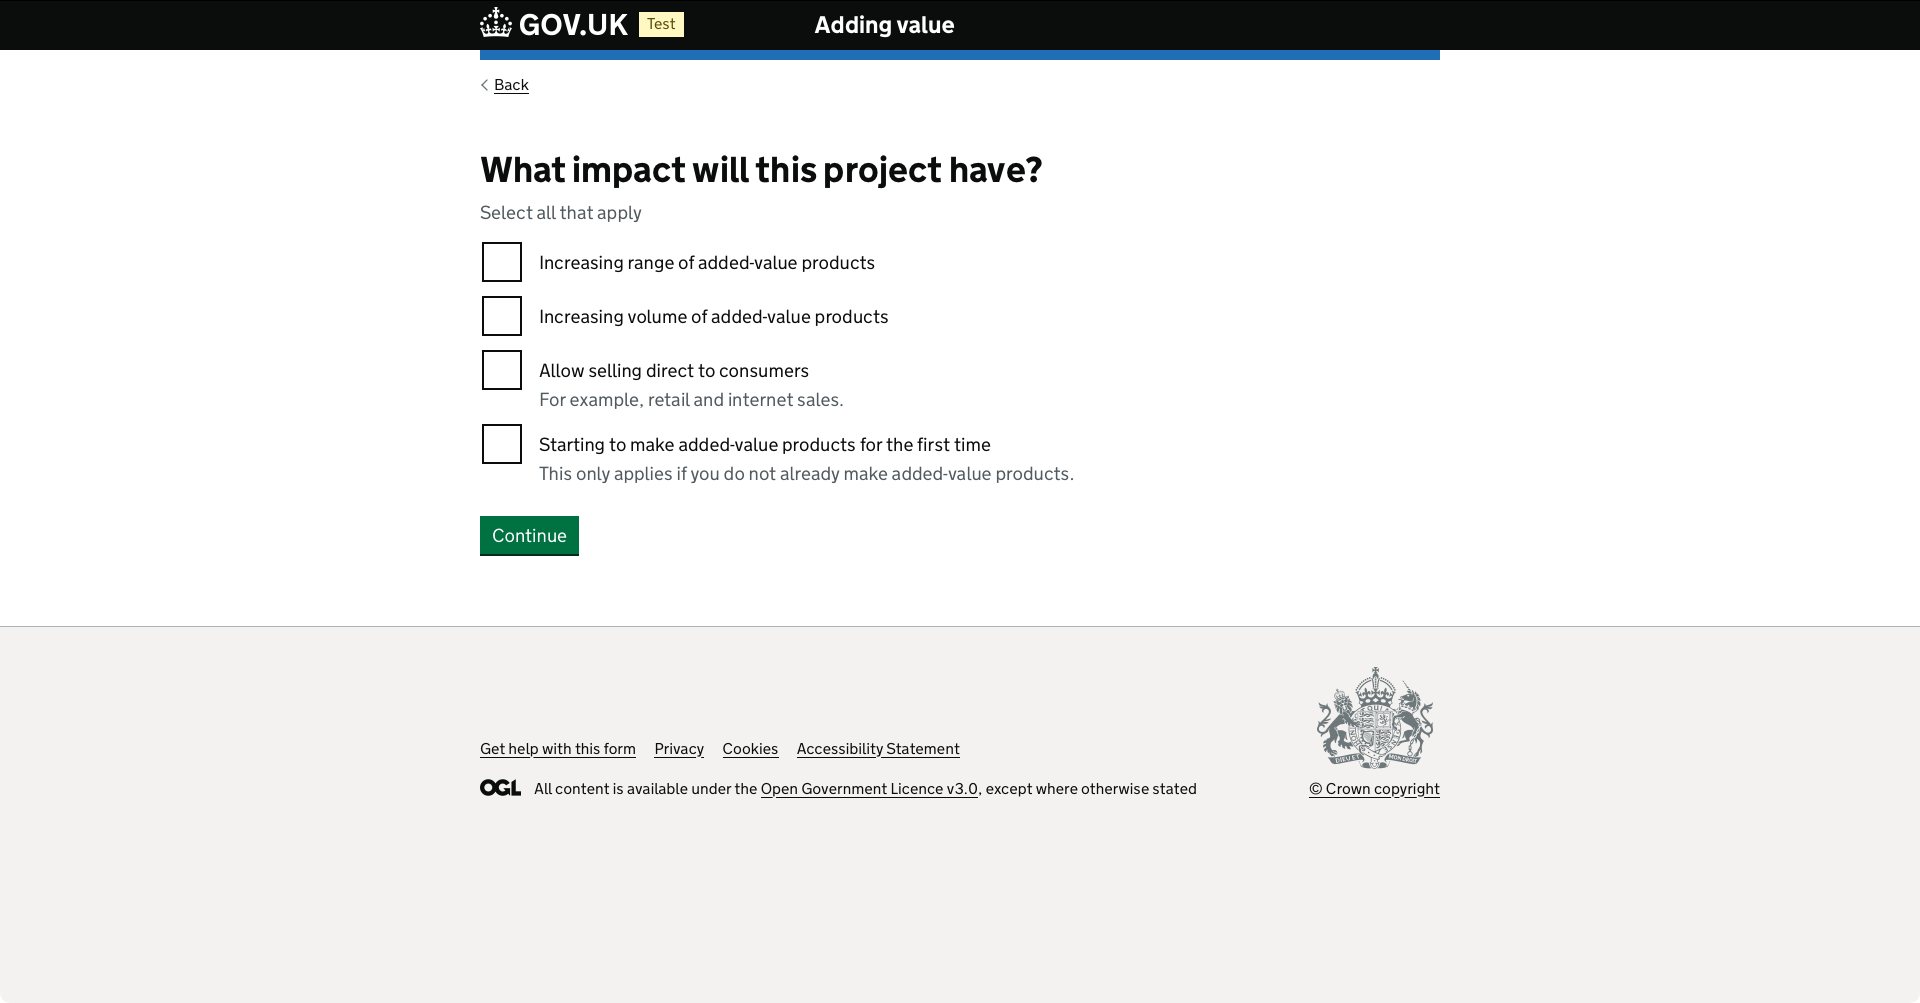 GOV.UK Test Adding value
Back
What impact will this project have?
Select all that apply
Increasing range of added-value products
Increasing volume of added-value products
Allow selling direct to consumers
For example, retail and internet sales.
Starting to make added-value products for the first time
This only applies if you do not already make added-value products.
Continue
Get help with this form Privacy Cookies Accessibility Statement
OGL All content is available under the Open Government Licence v3.0, except where otherwise stated
© Crown copyright